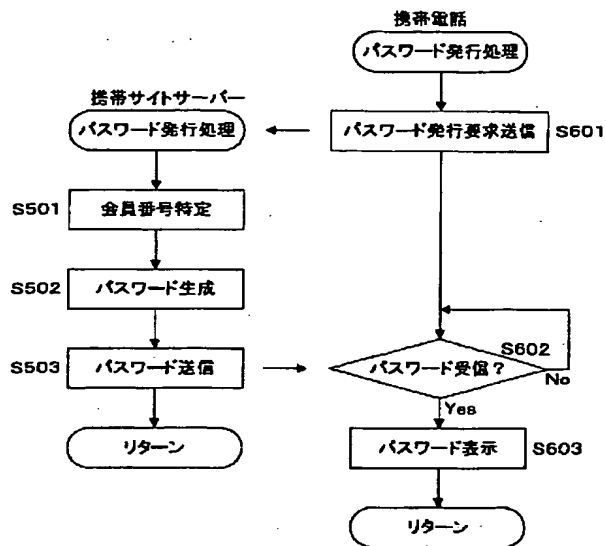 携帯電話
パスワード発行処理
携帯サイトサーバー
パスワード発行処理
パスワード発行要求送信
S601
S501
会員番号特定
S502
パスワード生成
S503
パスワード送信
S602
パスワード受信?
No
Yes
リターン
パスワード表示
S603
リターン